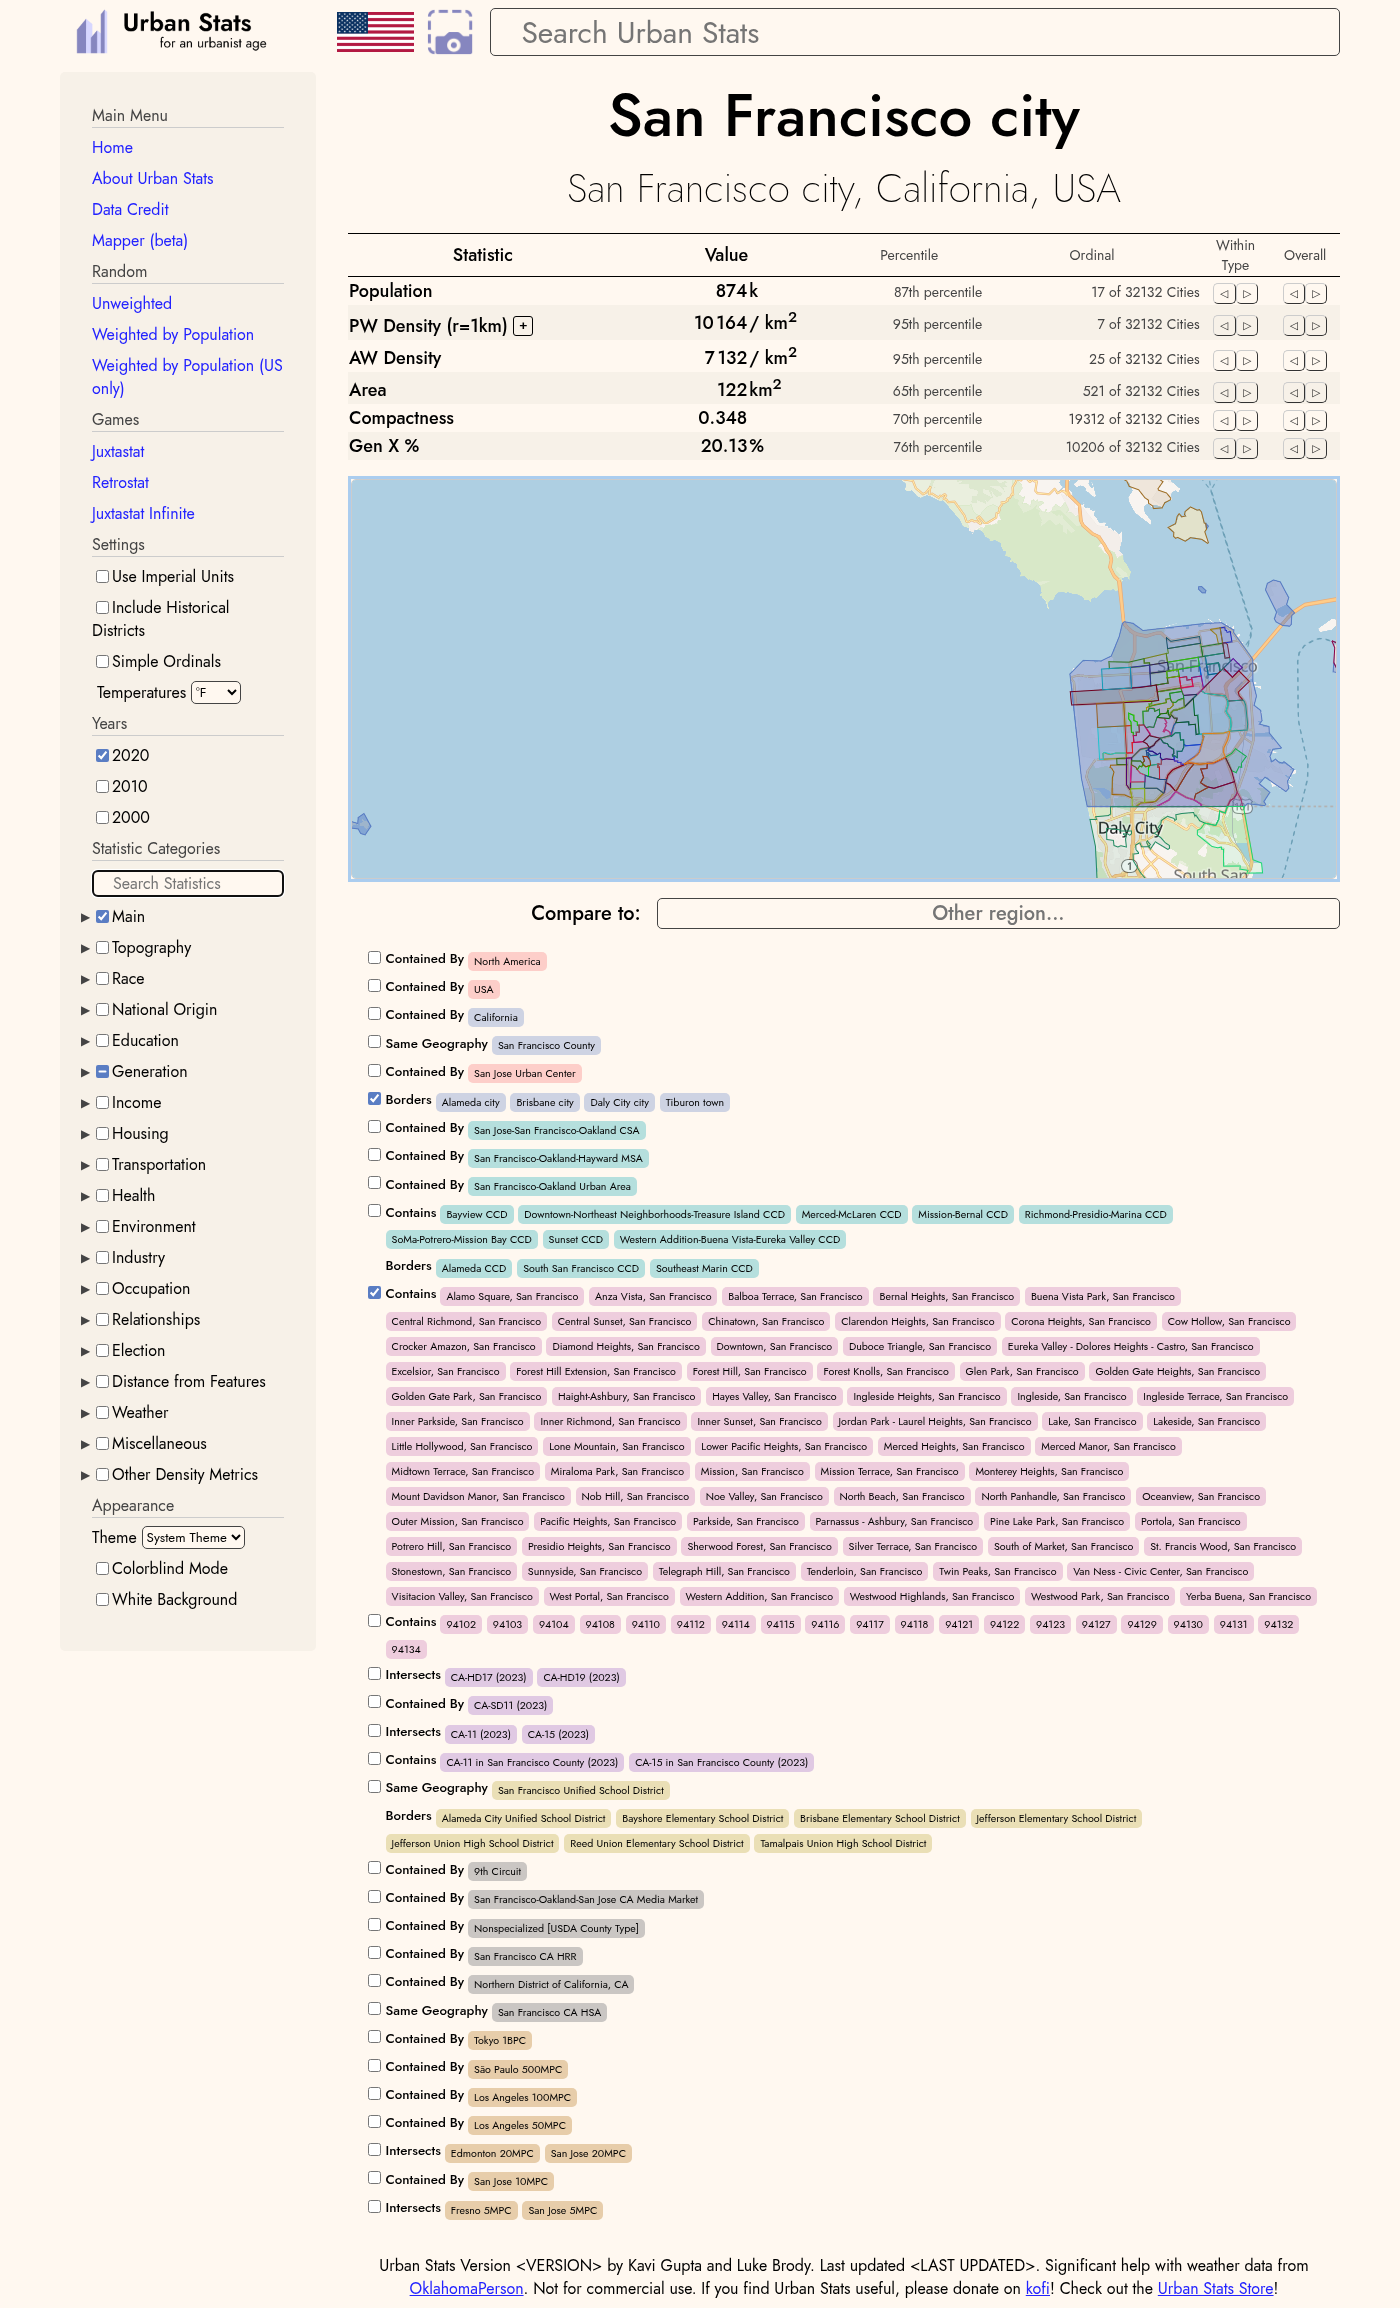 Urban Stats
for an urbanist age
Search Urban Stats
Main Menu
Home
About Urban Stats
Data Credit
Mapper (beta)
Random
Unweighted
Weighted by Population
Weighted by Population (US
only)
Games
Juxtastat
Retrostat
Juxtastat Infinite
Settings
Use Imperial Units
Include Historical
Districts
Simple Ordinals
Temperatures °F
Years
2020
2010
2000
Statistic Categories
Search Statistics
Main
Topography
Race
National Origin
Education
Generation
Income
Housing
Transportation
Health
Environment
Industry
Occupation
Relationships
Election
Distance from Features
Weather
Miscellaneous
Other Density Metrics
Appearance
Theme System Theme
Colorblind Mode
White Background
San Francisco city
San Francisco city, California, USA
Statistic Value Percentile Ordinal Within Type Overall
Population 874k 87th percentile 17 of 32132 Cities
PW Density (r=1km) + 10 164 / km² 95th percentile 7 of 32132 Cities
AW Density 7 132 / km² 95th percentile 25 of 32132 Cities
Area 122 km² 65th percentile 521 of 32132 Cities
Compactness 0.348 70th percentile 19312 of 32132 Cities
Gen X % 20.13% 76th percentile 10206 of 32132 Cities
San Francisco
101
Daly City
1
South San
Compare to: Other region...
Contained By North America
Contained By USA
Contained By California
Same Geography San Francisco County
Contained By San Jose Urban Center
Borders Alameda city Brisbane city Daly City city Tiburon town
Contained By San Jose-San Francisco-Oakland CSA
Contained By San Francisco-Oakland-Hayward MSA
Contained By San Francisco-Oakland Urban Area
Contains Bayview CCD Downtown-Northeast Neighborhoods-Treasure Island CCD Merced-McLaren CCD Mission-Bernal CCD Richmond-Presidio-Marina CCD
SoMa-Potrero-Mission Bay CCD Sunset CCD Western Addition-Buena Vista-Eureka Valley CCD
Borders Alameda CCD South San Francisco CCD Southeast Marin CCD
Contains Alamo Square, San Francisco Anza Vista, San Francisco Balboa Terrace, San Francisco Bernal Heights, San Francisco Buena Vista Park, San Francisco
Central Richmond, San Francisco Central Sunset, San Francisco Chinatown, San Francisco Clarendon Heights, San Francisco Corona Heights, San Francisco Cow Hollow, San Francisco
Crocker Amazon, San Francisco Diamond Heights, San Francisco Downtown, San Francisco Duboce Triangle, San Francisco Eureka Valley - Dolores Heights - Castro, San Francisco
Excelsior, San Francisco Forest Hill Extension, San Francisco Forest Hill, San Francisco Forest Knolls, San Francisco Glen Park, San Francisco Golden Gate Heights, San Francisco
Golden Gate Park, San Francisco Haight-Ashbury, San Francisco Hayes Valley, San Francisco Ingleside Heights, San Francisco Ingleside, San Francisco Ingleside Terrace, San Francisco
Inner Parkside, San Francisco Inner Richmond, San Francisco Inner Sunset, San Francisco Jordan Park - Laurel Heights, San Francisco Lake, San Francisco Lakeside, San Francisco
Little Hollywood, San Francisco Lone Mountain, San Francisco Lower Pacific Heights, San Francisco Merced Heights, San Francisco Merced Manor, San Francisco
Midtown Terrace, San Francisco Miraloma Park, San Francisco Mission, San Francisco Mission Terrace, San Francisco Monterey Heights, San Francisco
Mount Davidson Manor, San Francisco Nob Hill, San Francisco Noe Valley, San Francisco North Beach, San Francisco North Panhandle, San Francisco Oceanview, San Francisco
Outer Mission, San Francisco Pacific Heights, San Francisco Parkside, San Francisco Parnassus - Ashbury, San Francisco Pine Lake Park, San Francisco Portola, San Francisco
Potrero Hill, San Francisco Presidio Heights, San Francisco Sherwood Forest, San Francisco Silver Terrace, San Francisco South of Market, San Francisco St. Francis Wood, San Francisco
Stonestown, San Francisco Sunnyside, San Francisco Telegraph Hill, San Francisco Tenderloin, San Francisco Twin Peaks, San Francisco Van Ness - Civic Center, San Francisco
Visitacion Valley, San Francisco West Portal, San Francisco Western Addition, San Francisco Westwood Highlands, San Francisco Westwood Park, San Francisco Yerba Buena, San Francisco
Contains 94102 94103 94104 94108 94110 94112 94114 94115 94116 94117 94118 94121 94122 94123 94127 94129 94130 94131 94132
94134
Intersects CA-HD17 (2023) CA-HD19 (2023)
Contained By CA-SD11 (2023)
Intersects CA-11 (2023) CA-15 (2023)
Contains CA-11 in San Francisco County (2023) CA-15 in San Francisco County (2023)
Same Geography San Francisco Unified School District
Borders Alameda City Unified School District Bayshore Elementary School District Brisbane Elementary School District Jefferson Elementary School District
Jefferson Union High School District Reed Union Elementary School District Tamalpais Union High School District
Contained By 9th Circuit
Contained By San Francisco-Oakland-San Jose CA Media Market
Contained By Nonspecialized [USDA County Type]
Contained By San Francisco CA HRR
Contained By Northern District of California, CA
Same Geography San Francisco CA HSA
Contained By Tokyo 1BPC
Contained By São Paulo 500MPC
Contained By Los Angeles 100MPC
Contained By Los Angeles 50MPC
Intersects Edmonton 20MPC San Jose 20MPC
Contained By San Jose 10MPC
Intersects Fresno 5MPC San Jose 5MPC
Urban Stats Version <VERSION> by Kavi Gupta and Luke Brody. Last updated <LAST UPDATED>. Significant help with weather data from
OklahomaPerson. Not for commercial use. If you find Urban Stats useful, please donate on kofi! Check out the Urban Stats Store!